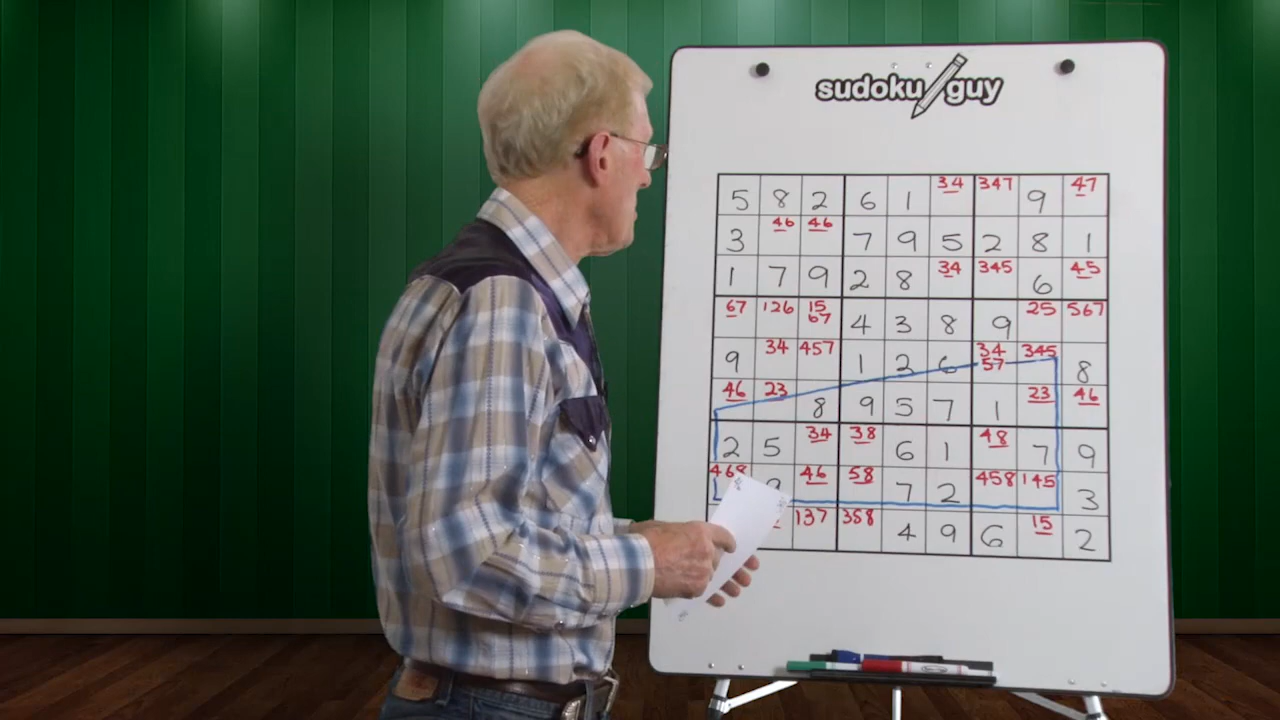 sudoku guy
5 8 2 6 1 34 347 9 47
3 46 46 7 9 5 2 8 1
1 7 9 2 8 34 345 6 45
67 126 15 67 4 3 8 9 25 567
9 34 457 1 2 6 34 57 345 8
46 23 8 9 5 7 1 23 46
2 5 34 38 6 1 48 7 9
468 46 58 7 2 458 145 3
137 358 4 9 6 15 2